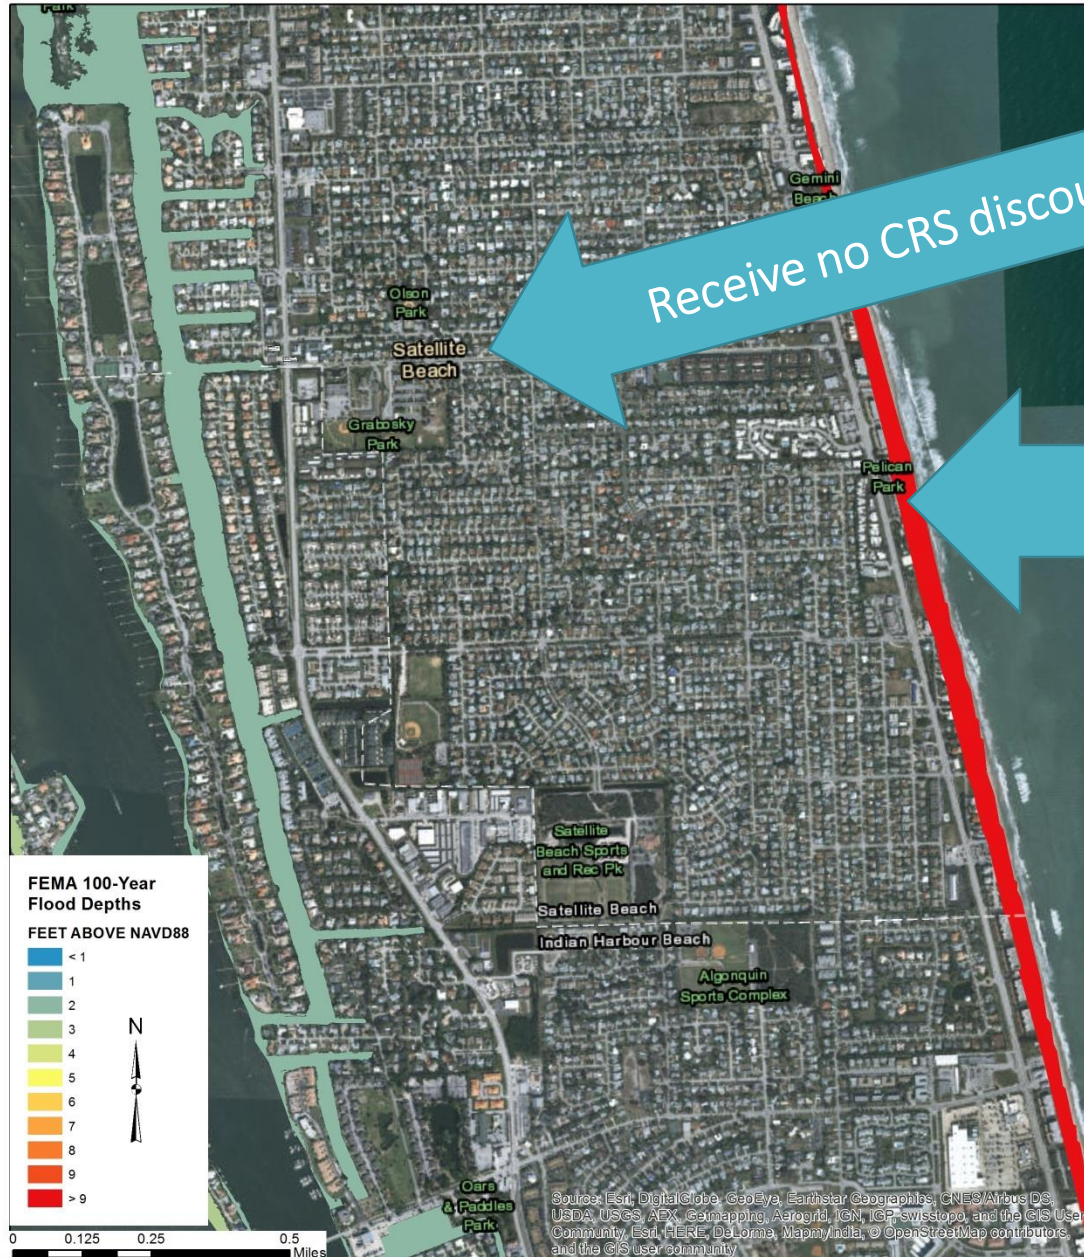 Park
Gemini
Beach
Receive no CRS discou
Olson
Park
Satellite
Beach
Grabosky
Park
Pelican
Park
Satellite
Beach Sports
and Rec Pk
Satellite Beach
Indian Harbour Beach
Algonquin
Sports Complex
FEMA 100-Year
Flood Depths
FEET ABOVE NAVD88
< 1
1
2
3
4
5
6
7
8
9
> 9
N
Oars
& Paddles
Park
Source: Esri, DigitalGlobe, GeoEye, Earthstar Geographics, CNES/Airbus DS,
USDA, USGS, AEX, Getmapping, Aerogrid, IGN, IGP, swisstopo, and the GIS User
Community, Esri, HERE, DeLorme, MapmyIndia, © OpenStreetMap contributors,
and the GIS user community
0 0.125 0.25 0.5
Miles